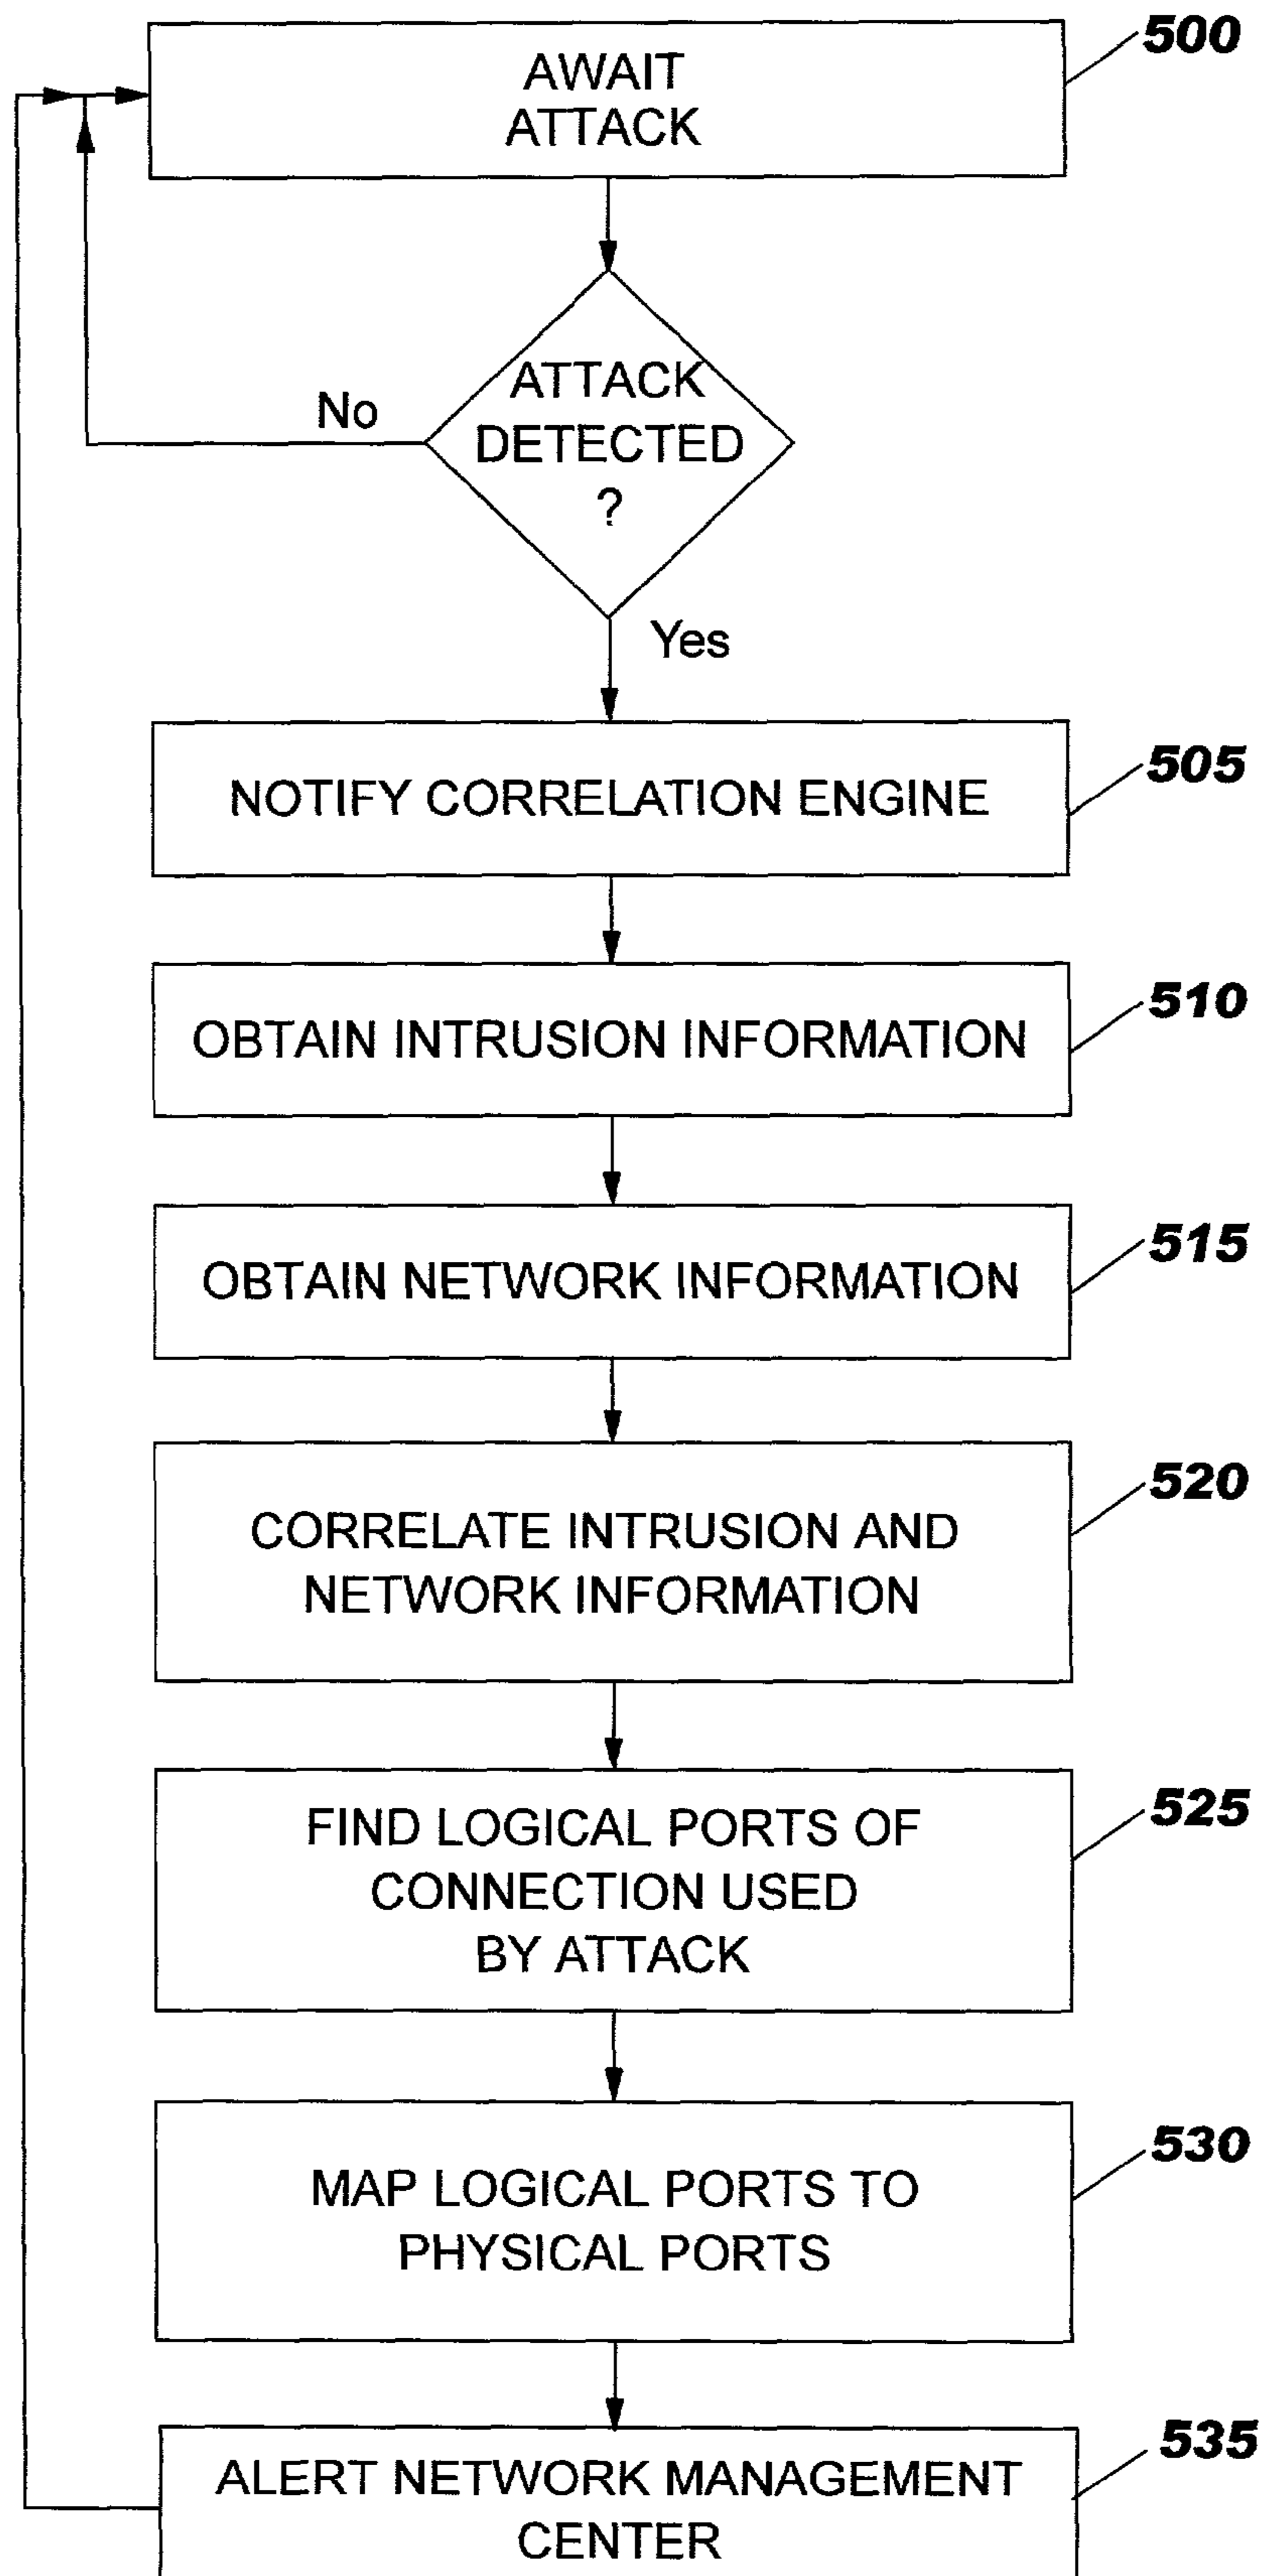 500
AWAIT
ATTACK
ATTACK
DETECTED
?
No
Yes
505
NOTIFY CORRELATION ENGINE
510
OBTAIN INTRUSION INFORMATION
515
OBTAIN NETWORK INFORMATION
520
CORRELATE INTRUSION AND
NETWORK INFORMATION
525
FIND LOGICAL PORTS OF
CONNECTION USED
BY ATTACK
530
MAP LOGICAL PORTS TO
PHYSICAL PORTS
535
ALERT NETWORK MANAGEMENT
CENTER